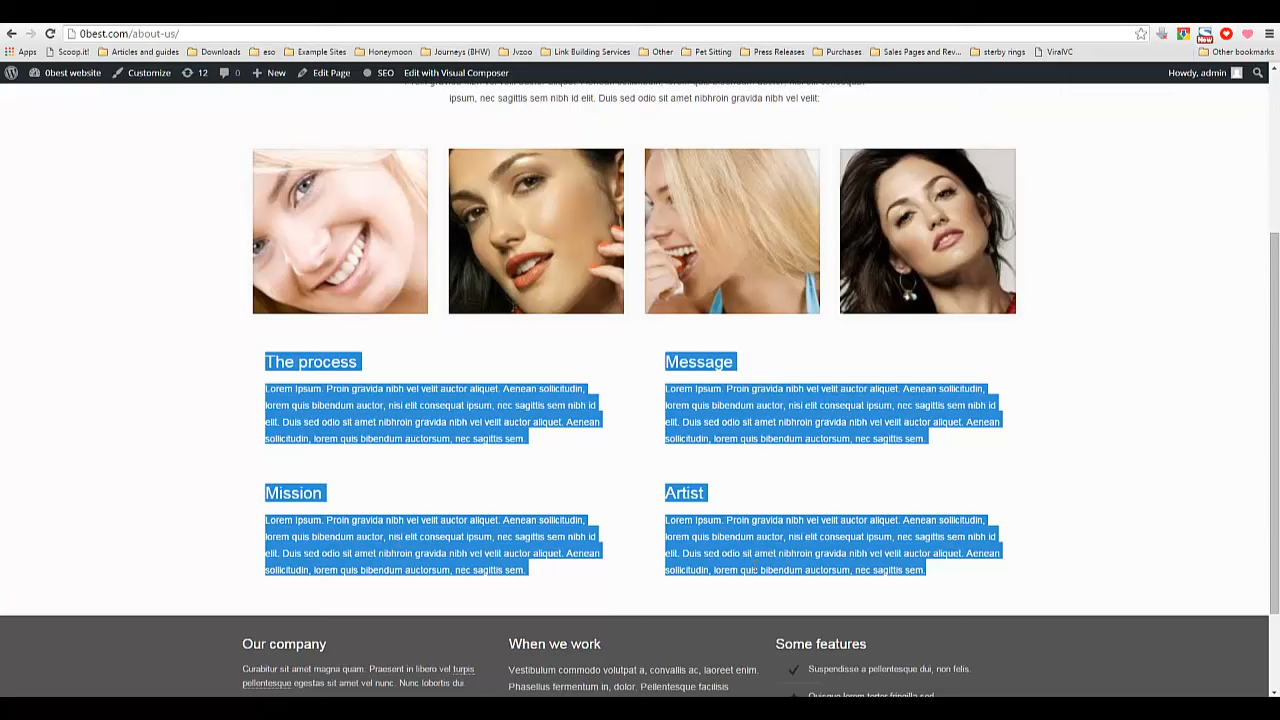 0best.com/about-us/
Apps Scoop.it! Articles and guides Downloads eso Example Sites Honeymoon Journeys (BHW) Jvzoo Link Building Services Other Pet Sitting Press Releases Purchases Sales Pages and Rev... sterby rings ViralVC Other bookmarks
New
0best website Customize 12 0 New Edit Page SEO Edit with Visual Composer Howdy, admin
ipsum, nec sagittis sem nibh id elit. Duis sed odio sit amet nibhroin gravida nibh vel velit:
The process
Lorem Ipsum. Proin gravida nibh vel velit auctor aliquet. Aenean sollicitudin,
lorem quis bibendum auctor, nisi elit consequat ipsum, nec sagittis sem nibh id
elit. Duis sed odio sit amet nibhroin gravida nibh vel velit auctor aliquet. Aenean
sollicitudin, lorem quis bibendum auctorsum, nec sagittis sem.
Message
Lorem Ipsum. Proin gravida nibh vel velit auctor aliquet. Aenean sollicitudin,
lorem quis bibendum auctor, nisi elit consequat ipsum, nec sagittis sem nibh id
elit. Duis sed odio sit amet nibhroin gravida nibh vel velit auctor aliquet. Aenean
sollicitudin, lorem quis bibendum auctorsum, nec sagittis sem.
Mission
Lorem Ipsum. Proin gravida nibh vel velit auctor aliquet. Aenean sollicitudin,
lorem quis bibendum auctor, nisi elit consequat ipsum, nec sagittis sem nibh id
elit. Duis sed odio sit amet nibhroin gravida nibh vel velit auctor aliquet. Aenean
sollicitudin, lorem quis bibendum auctorsum, nec sagittis sem.
Artist
Lorem Ipsum. Proin gravida nibh vel velit auctor aliquet. Aenean sollicitudin,
lorem quis bibendum auctor, nisi elit consequat ipsum, nec sagittis sem nibh id
elit. Duis sed odio sit amet nibhroin gravida nibh vel velit auctor aliquet. Aenean
sollicitudin, lorem quis bibendum auctorsum, nec sagittis sem.
Our company
Curabitur sit amet magna quam. Praesent in libero vel turpis
pellentesque egestas sit amet vel nunc. Nunc lobortis dui.
When we work
Vestibulum commodo volutpat a, convallis ac, laoreet enim.
Phasellus fermentum in, dolor. Pellentesque facilisis
Some features
Suspendisse a pellentesque dui, non felis.
Quisque lorem tortor fringilla sed